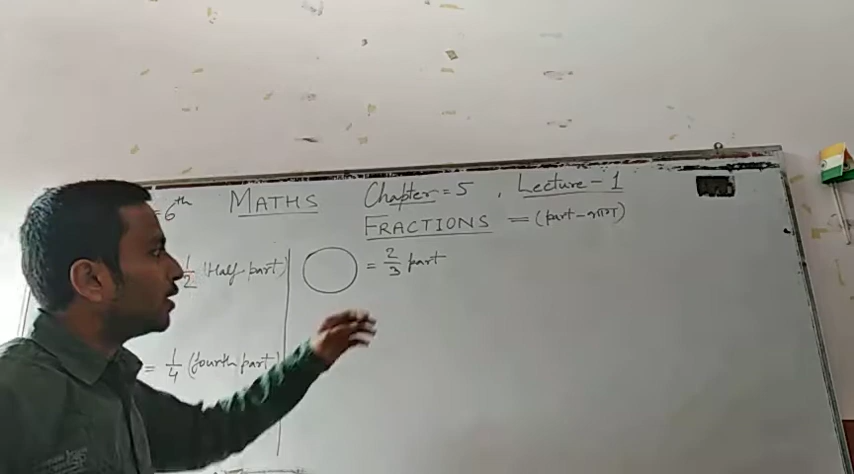 = 6th MATHS Chapter = 5 , Lecture - 1
FRACTIONS = (part - भाग)
1/2 (Half part)
= 2/3 part
= 1/4 (fourth part)